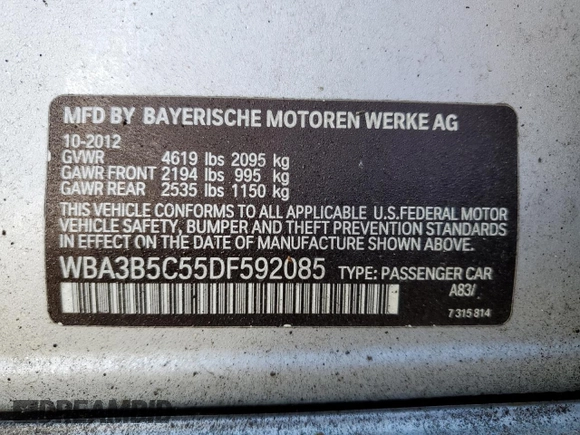 MFD BY BAYERISCHE MOTOREN WERKE AG
10-2012
GVWR 4619 lbs 2095 kg
GAWR FRONT 2194 lbs 995 kg
GAWR REAR 2535 lbs 1150 kg
THIS VEHICLE CONFORMS TO ALL APPLICABLE U.S.FEDERAL MOTOR
VEHICLE SAFETY, BUMPER AND THEFT PREVENTION STANDARDS
IN EFFECT ON THE DATE OF MANUFACTURE SHOWN ABOVE.
WBA3B5C55DF592085 TYPE: PASSENGER CAR
A83/
7 315 814
DREAMBID